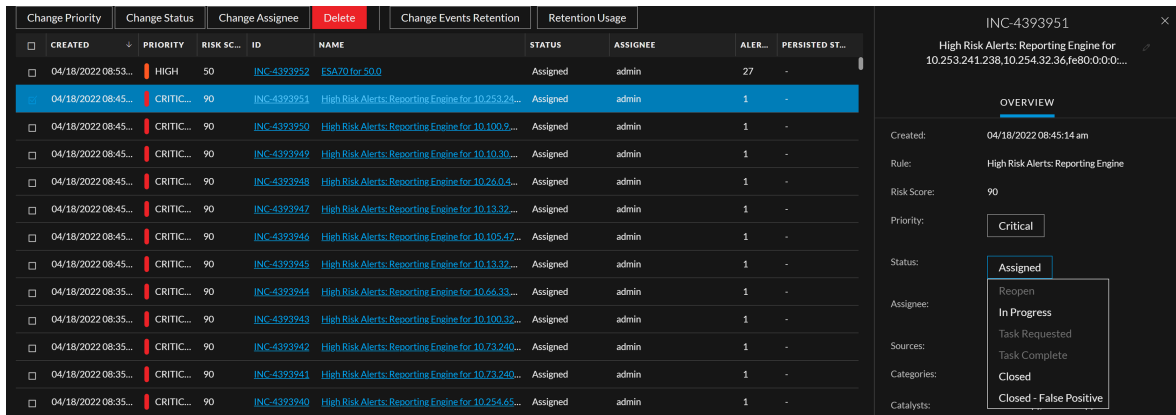 Change Priority Change Status Change Assignee Delete Change Events Retention Retention Usage
CREATED PRIORITY RISK SC... ID NAME STATUS ASSIGNEE ALER... PERSISTED ST...
04/18/2022 08:53... HIGH 50 INC-4393952 ESA70 for 50.0 Assigned admin 27 -
04/18/2022 08:45... CRITIC... 90 INC-4393951 High Risk Alerts: Reporting Engine for 10.253.24... Assigned admin 1 -
04/18/2022 08:45... CRITIC... 90 INC-4393950 High Risk Alerts: Reporting Engine for 10.100.9.... Assigned admin 1 -
04/18/2022 08:45... CRITIC... 90 INC-4393949 High Risk Alerts: Reporting Engine for 10.10.30.... Assigned admin 1 -
04/18/2022 08:45... CRITIC... 90 INC-4393948 High Risk Alerts: Reporting Engine for 10.26.0.4... Assigned admin 1 -
04/18/2022 08:45... CRITIC... 90 INC-4393947 High Risk Alerts: Reporting Engine for 10.13.32.... Assigned admin 1 -
04/18/2022 08:45... CRITIC... 90 INC-4393946 High Risk Alerts: Reporting Engine for 10.105.47... Assigned admin 1 -
04/18/2022 08:45... CRITIC... 90 INC-4393945 High Risk Alerts: Reporting Engine for 10.13.32.... Assigned admin 1 -
04/18/2022 08:35... CRITIC... 90 INC-4393944 High Risk Alerts: Reporting Engine for 10.66.33.... Assigned admin 1 -
04/18/2022 08:35... CRITIC... 90 INC-4393943 High Risk Alerts: Reporting Engine for 10.100.32... Assigned admin 1 -
04/18/2022 08:35... CRITIC... 90 INC-4393942 High Risk Alerts: Reporting Engine for 10.73.240... Assigned admin 1 -
04/18/2022 08:35... CRITIC... 90 INC-4393941 High Risk Alerts: Reporting Engine for 10.73.240... Assigned admin 1 -
04/18/2022 08:35... CRITIC... 90 INC-4393940 High Risk Alerts: Reporting Engine for 10.254.65... Assigned admin 1 -
INC-4393951
High Risk Alerts: Reporting Engine for
10.253.241.238,10.254.32.36,fe80:0:0:0:...
OVERVIEW
Created: 04/18/2022 08:45:14 am
Rule: High Risk Alerts: Reporting Engine
Risk Score: 90
Priority: Critical
Status: Assigned
Reopen
Assignee:
In Progress
Task Requested
Sources:
Task Complete
Categories:
Closed
Closed - False Positive
Catalysts: